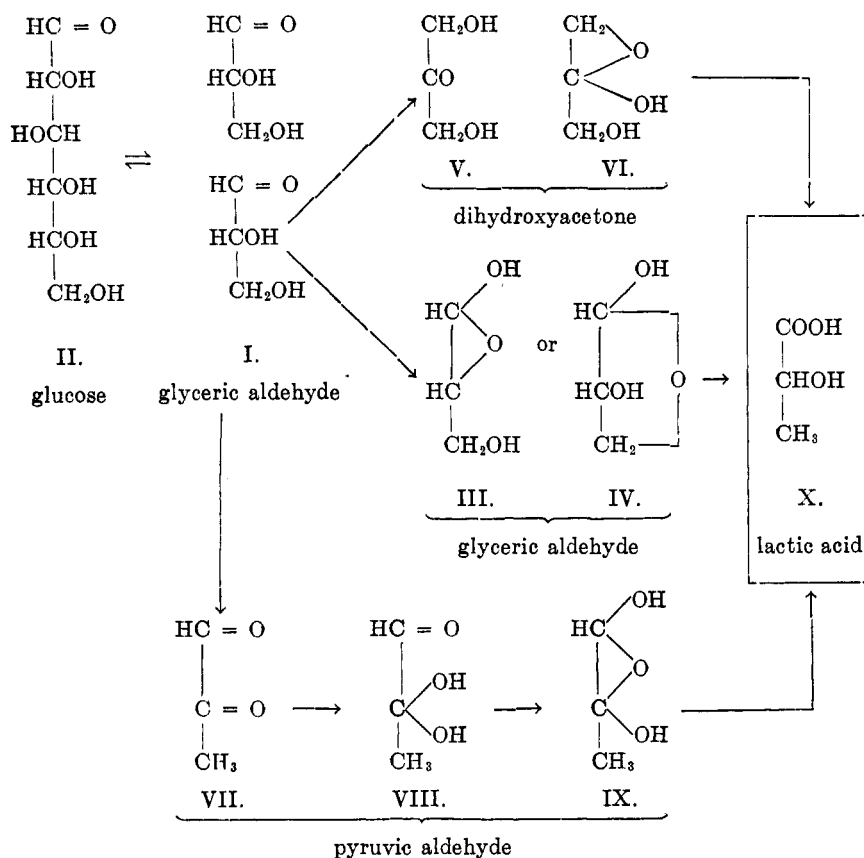 HC = O
HCOH
HOCH
HCOH
HCOH
CH₂OH
II.
glucose
⇌
HC = O
HCOH
CH₂OH
HC = O
HCOH
CH₂OH
I.
glyceric aldehyde
CH₂OH
CO
CH₂OH
V.
CH₂
O
C
OH
CH₂OH
VI.
dihydroxyacetone
OH
HC
O
HC
CH₂OH
III.
or
OH
HC
O
HCOH
CH₂
IV.
glyceric aldehyde
COOH
CHOH
CH₃
X.
lactic acid
HC = O
C = O
CH₃
VII.
HC = O
OH
C
OH
CH₃
VIII.
OH
HC
O
C
OH
CH₃
IX.
pyruvic aldehyde